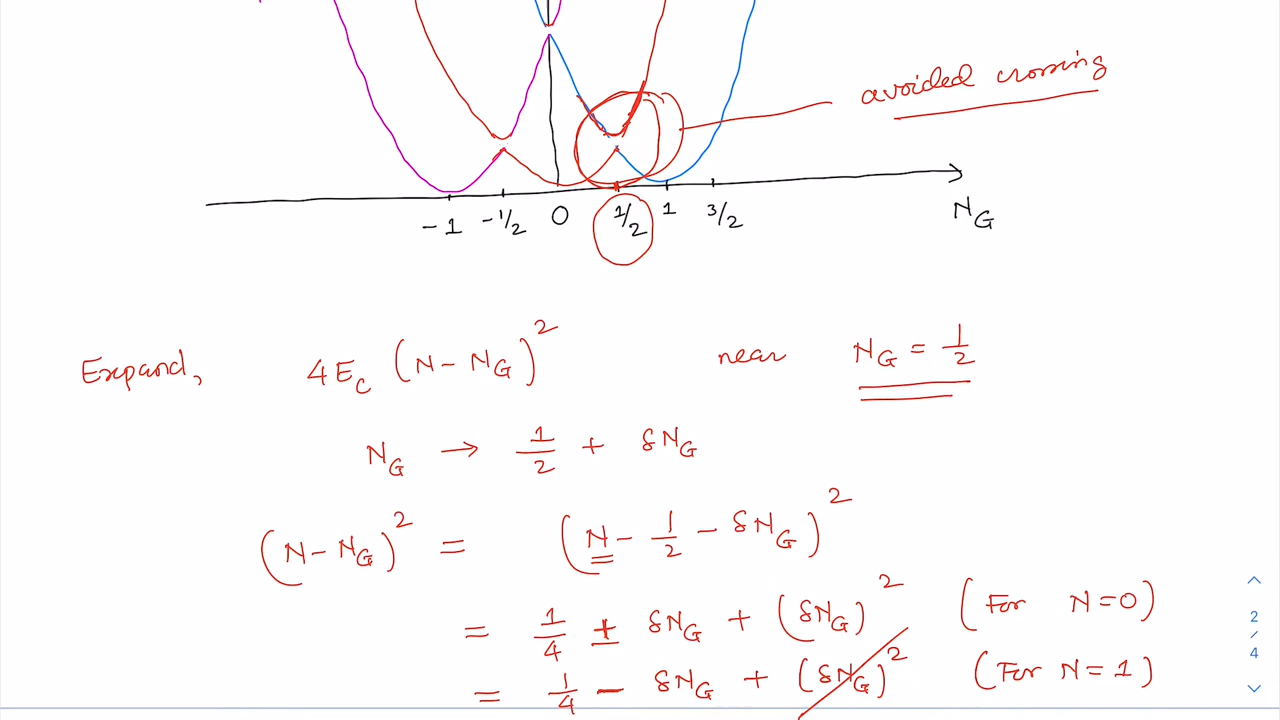 avoided crossing
-1 -1/2 0 1/2 1 3/2 N_G
Expand, 4E_C (N - N_G)^2 near N_G = 1/2
N_G → 1/2 + δN_G
(N - N_G)^2 = (N - 1/2 - δN_G)^2
= 1/4 + δN_G + (δN_G)^2 (For N=0)
= 1/4 - δN_G + (δN_G)^2 (For N=1)
2
/
4